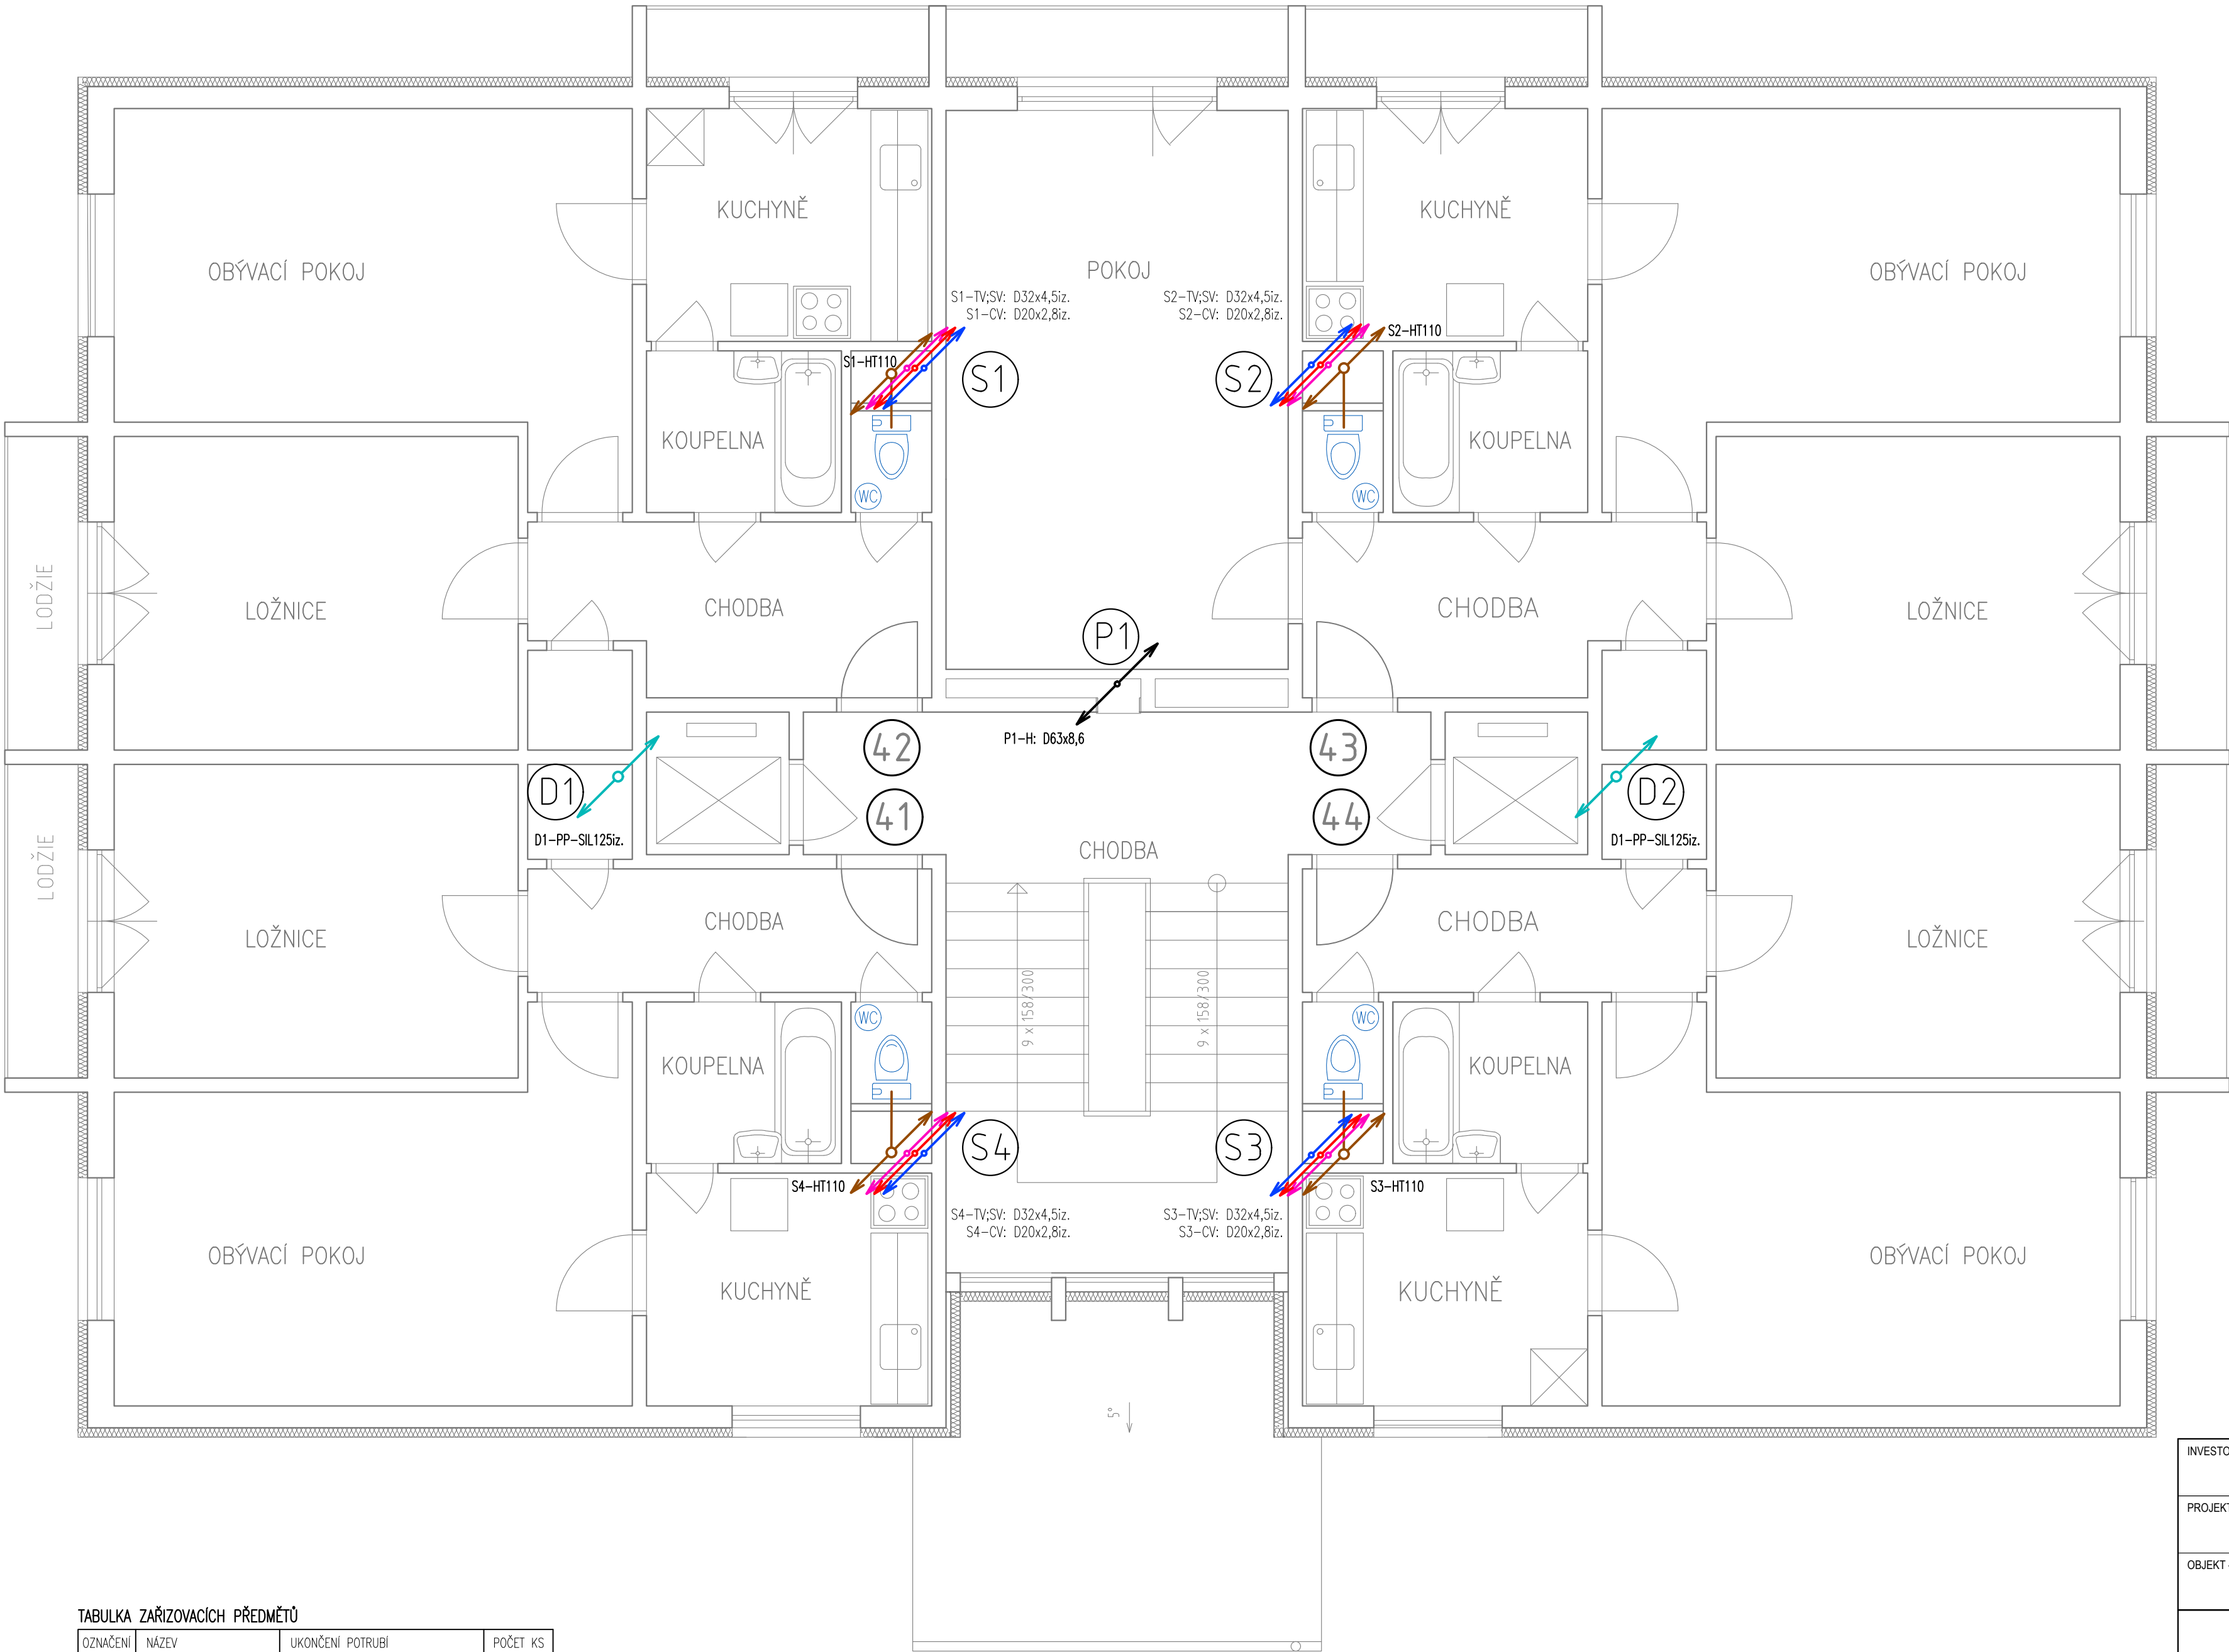 KUCHYNĚ
KUCHYNĚ
OBÝVACÍ POKOJ
POKOJ
OBÝVACÍ POKOJ
S1-TV;SV: D32x4,5iz.
S1-CV: D20x2,8iz.
S2-TV;SV: D32x4,5iz.
S2-CV: D20x2,8iz.
S1-HT110
S2-HT110
S1
S2
KOUPELNA
KOUPELNA
WC
WC
LODŽIE
LOŽNICE
CHODBA
P1
CHODBA
LOŽNICE
P1-H: D63x8,6
42
43
D1
D2
41
44
D1-PP-SIL125iz.
D1-PP-SIL125iz.
CHODBA
LODŽIE
LOŽNICE
CHODBA
CHODBA
LOŽNICE
9 x 158/300
9 x 158/300
WC
WC
KOUPELNA
KOUPELNA
S4
S3
S4-HT110
S3-HT110
S4-TV;SV: D32x4,5iz.
S4-CV: D20x2,8iz.
S3-TV;SV: D32x4,5iz.
S3-CV: D20x2,8iz.
OBÝVACÍ POKOJ
OBÝVACÍ POKOJ
KUCHYNĚ
KUCHYNĚ
5°
INVESTO
PROJEKT
OBJEKT
TABULKA ZAŘIZOVACÍCH PŘEDMĚTŮ
OZNAČENÍ NÁZEV UKONČENÍ POTRUBÍ POČET KS